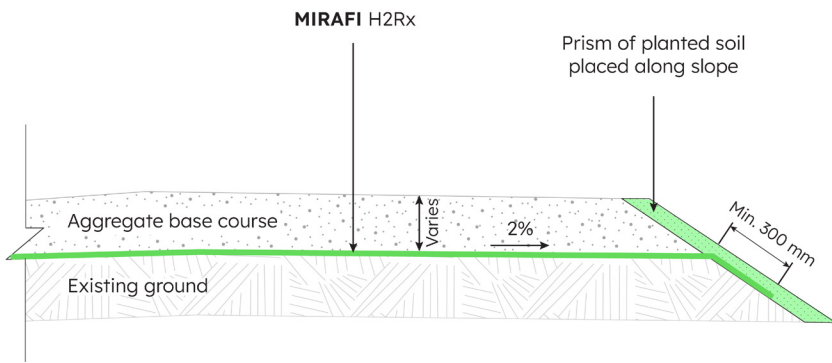 MIRAFI H2Rx
Prism of planted soil
placed along slope
Min. 300 mm
Varies
2%
Aggregate base course
Existing ground